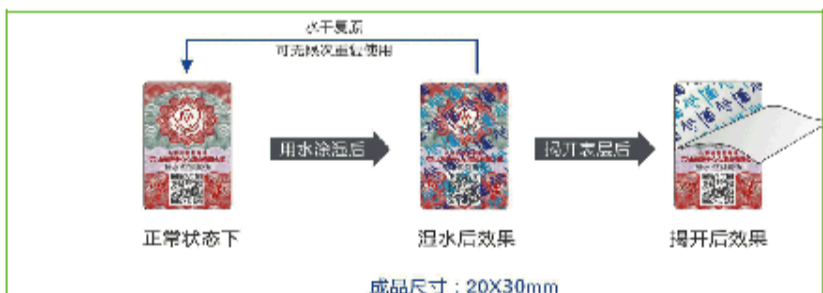 水干复原
可无限次重复使用
用水涂湿后
揭开表层后
正常状态下
湿水后效果
揭开后效果
成品尺寸：20X30mm